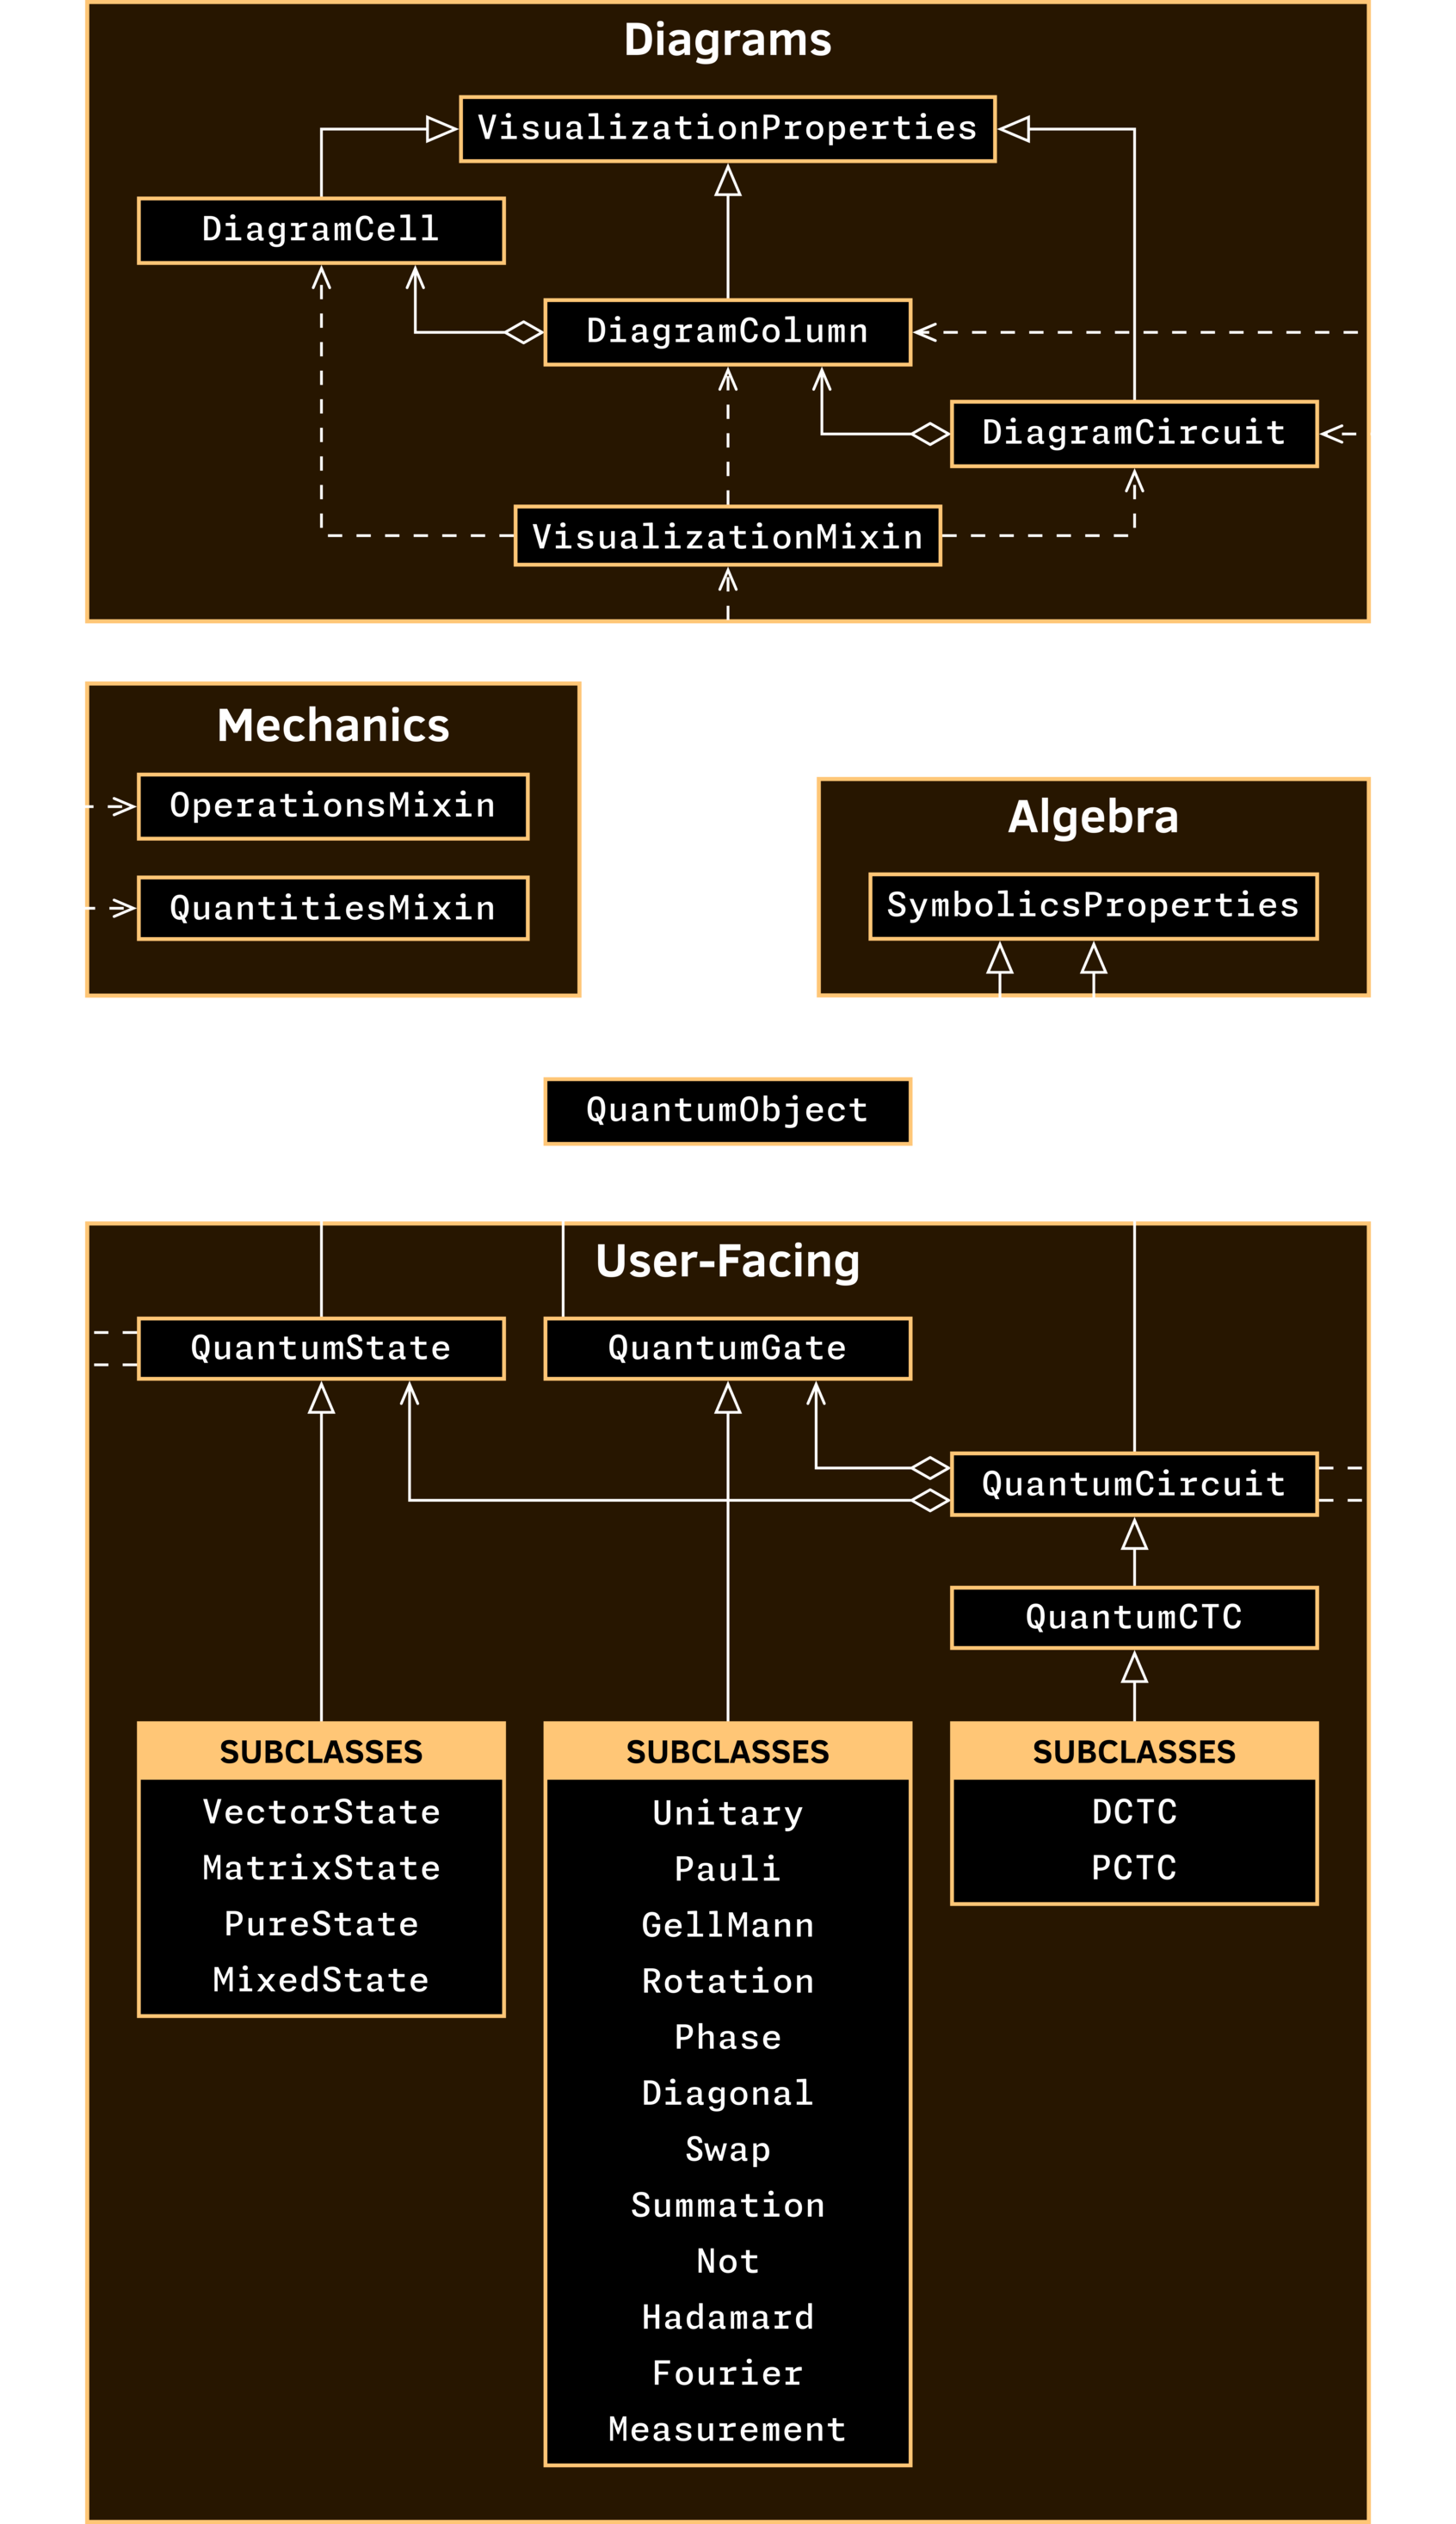 Diagrams
VisualizationProperties
DiagramCell
DiagramColumn
DiagramCircuit
VisualizationMixin
Mechanics
OperationsMixin
QuantitiesMixin
Algebra
SymbolicsProperties
QuantumObject
User-Facing
QuantumState
QuantumGate
QuantumCircuit
QuantumCTC
SUBCLASSES
VectorState
MatrixState
PureState
MixedState
SUBCLASSES
Unitary
Pauli
GellMann
Rotation
Phase
Diagonal
Swap
Summation
Not
Hadamard
Fourier
Measurement
SUBCLASSES
DCTC
PCTC